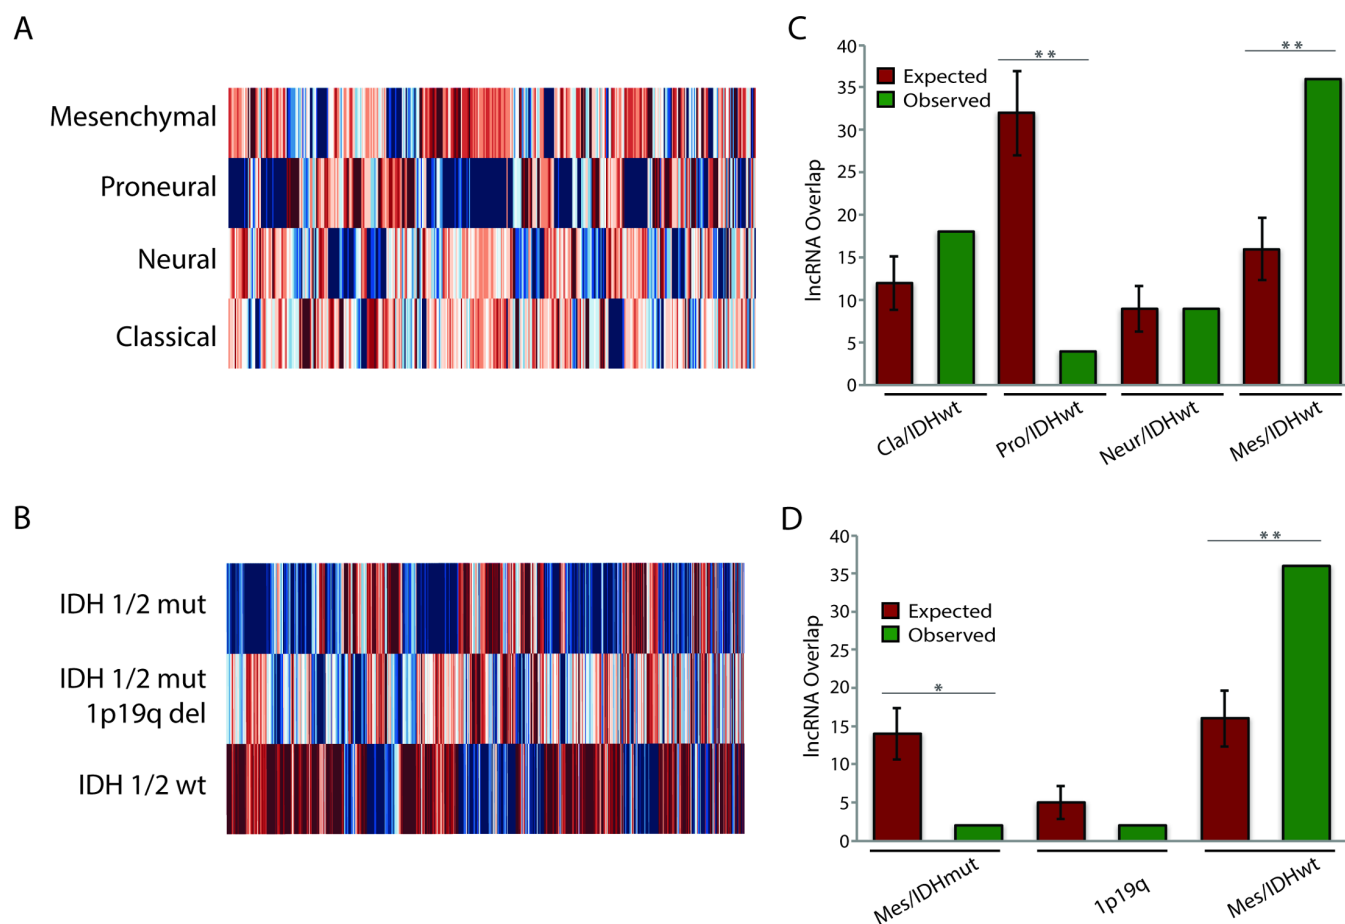 A
Mesenchymal
Proneural
Neural
Classical
B
IDH 1/2 mut
IDH 1/2 mut
1p19q del
IDH 1/2 wt
C
lncRNA Overlap
40
35
30
25
20
15
10
5
0
Expected
Observed
**
**
Cla/IDHwt
Pro/IDHwt
Neur/IDHwt
Mes/IDHwt
D
lncRNA Overlap
40
35
30
25
20
15
10
5
0
Expected
Observed
*
**
Mes/IDHmut
1p19q
Mes/IDHwt